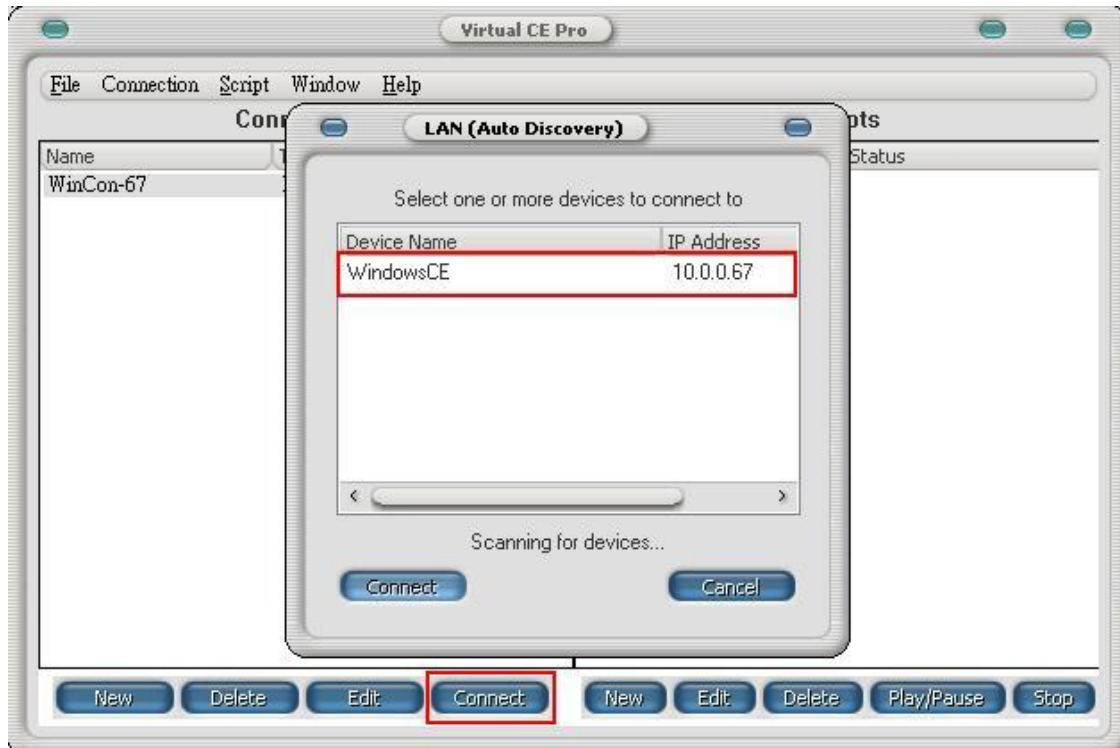 Virtual CE Pro
File Connection Script Window Help
LAN (Auto Discovery)
Name
Status
WinCon-67
Select one or more devices to connect to
Device Name IP Address
WindowsCE 10.0.0.67
Scanning for devices...
Connect Cancel
New Delete Edit Connect New Edit Delete Play/Pause Stop